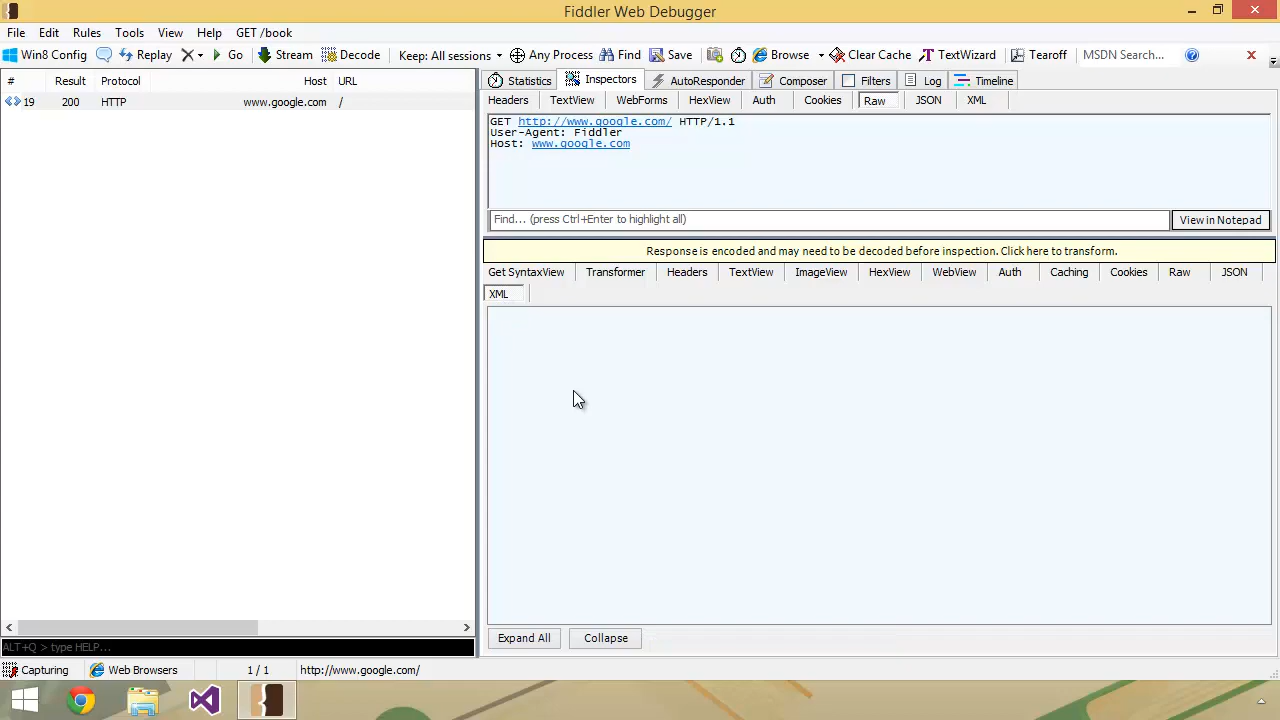 Fiddler Web Debugger
File Edit Rules Tools View Help GET /book
Win8 Config Replay Go Stream Decode Keep: All sessions Any Process Find Save Browse Clear Cache TextWizard Tearoff MSDN Search... x
# Result Protocol Host URL
19 200 HTTP www.google.com /
Statistics Inspectors AutoResponder Composer Filters Log Timeline
Headers TextView WebForms HexView Auth Cookies Raw JSON XML
GET http://www.google.com/ HTTP/1.1
User-Agent: Fiddler
Host: www.google.com
Find... (press Ctrl+Enter to highlight all) View in Notepad
Response is encoded and may need to be decoded before inspection. Click here to transform.
Get SyntaxView Transformer Headers TextView ImageView HexView WebView Auth Caching Cookies Raw JSON
XML
Expand All Collapse
ALT+Q > type HELP...
Capturing Web Browsers 1 / 1 http://www.google.com/